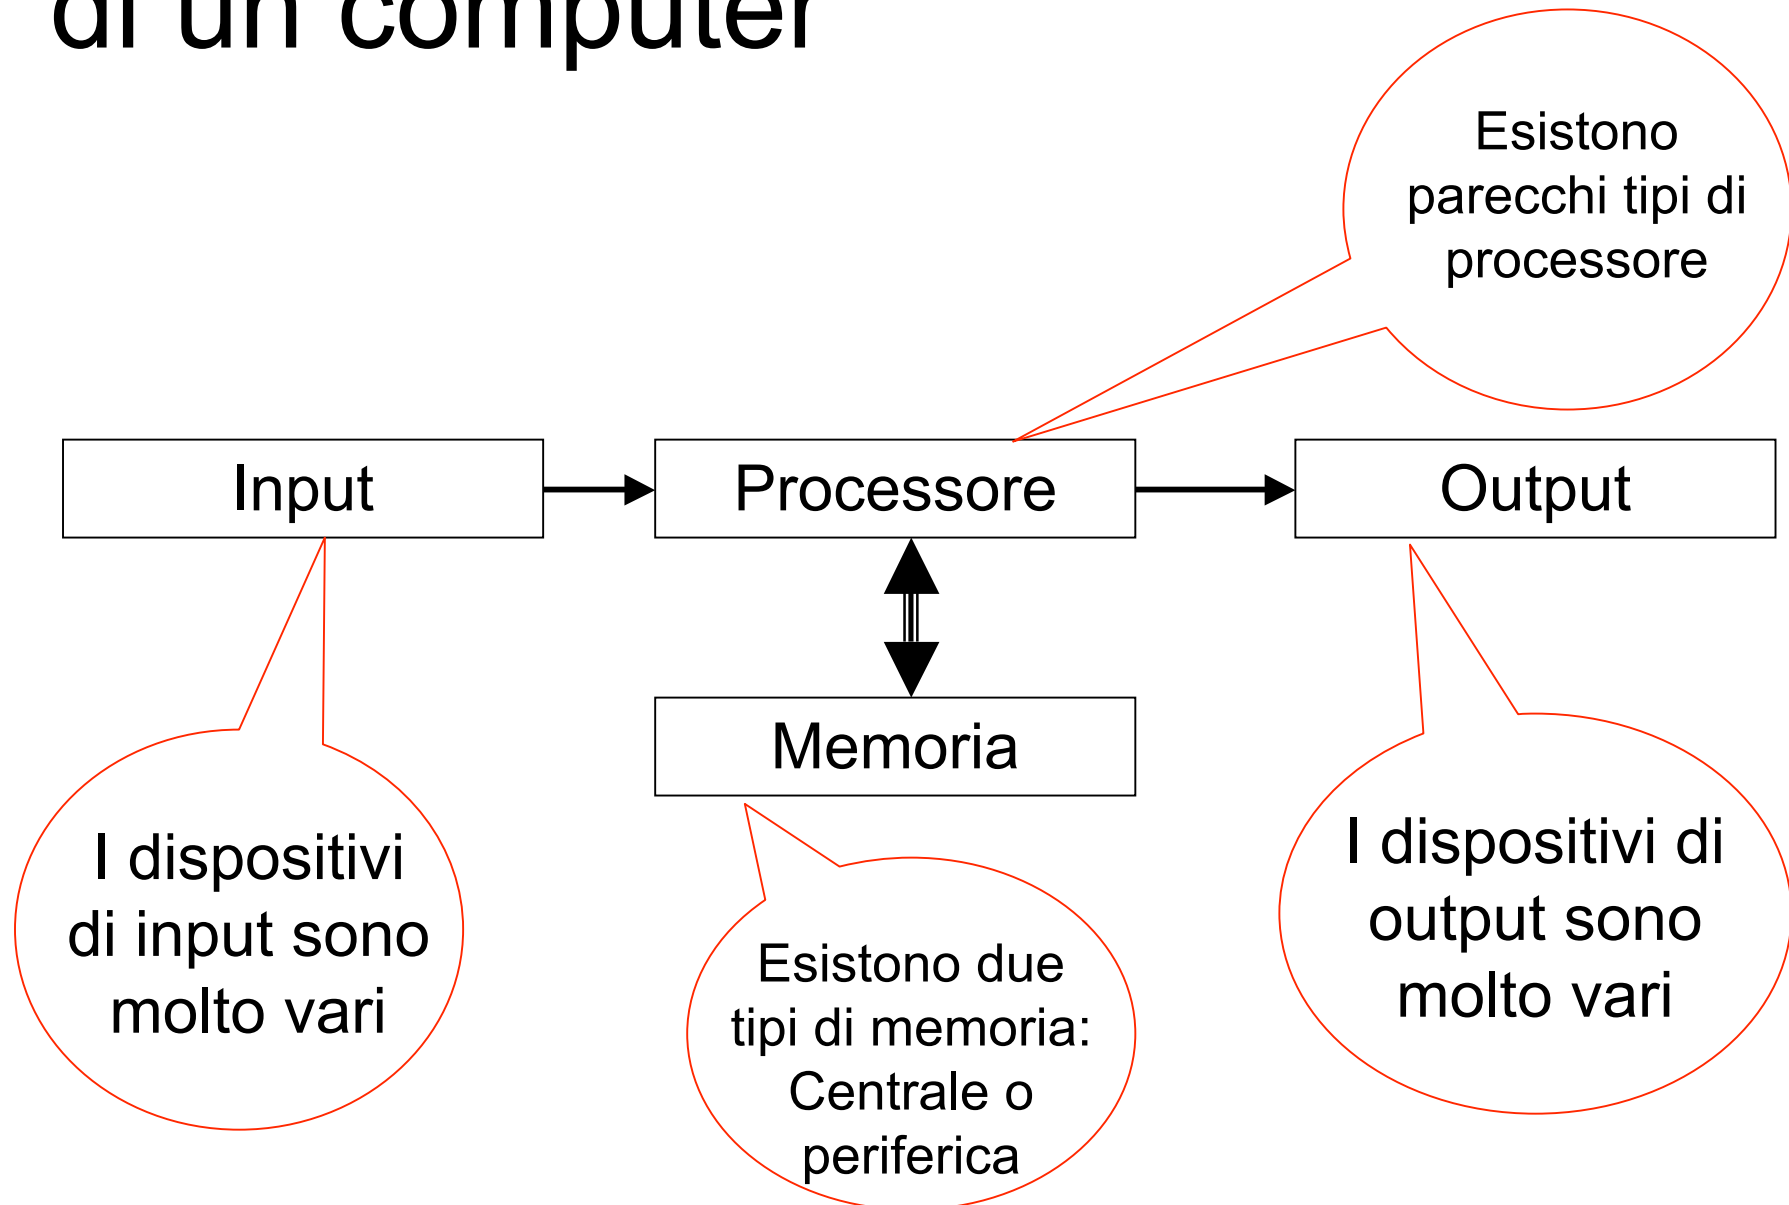 di un computer
Esistono
parecchi tipi di
processore
Input
Processore
Output
Memoria
I dispositivi
di input sono
molto vari
Esistono due
tipi di memoria:
Centrale o
periferica
I dispositivi di
output sono
molto vari